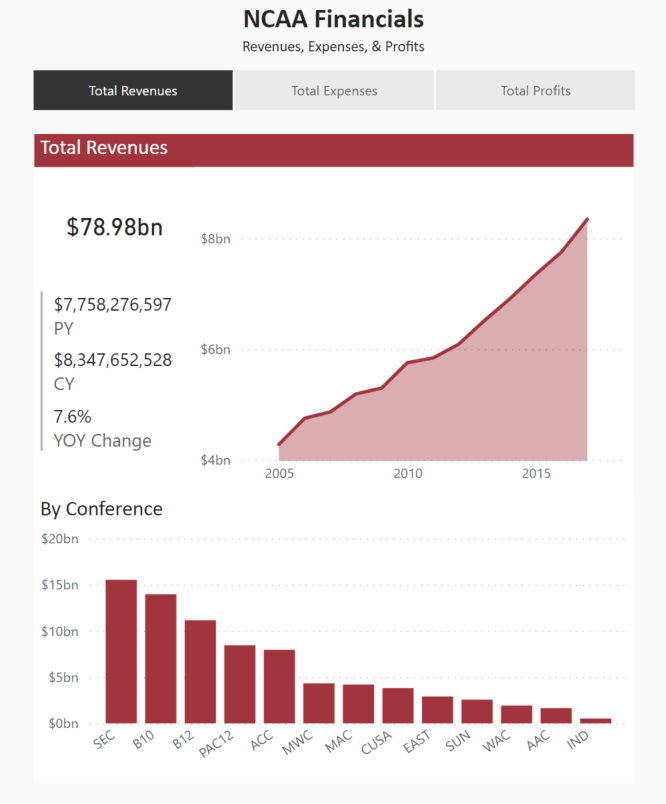 NCAA Financials
Revenues, Expenses, & Profits
Total Revenues
Total Expenses
Total Profits
Total Revenues
$78.98bn
$7,758,276,597
PY
$8,347,652,528
CY
7.6%
YOY Change
$8bn
$6bn
$4bn
2005
2010
2015
By Conference
$20bn
$15bn
$10bn
$5bn
$0bn
SEC
B10
B12
PAC12
ACC
MWC
MAC
CUSA
EAST
SUN
WAC
AAC
IND